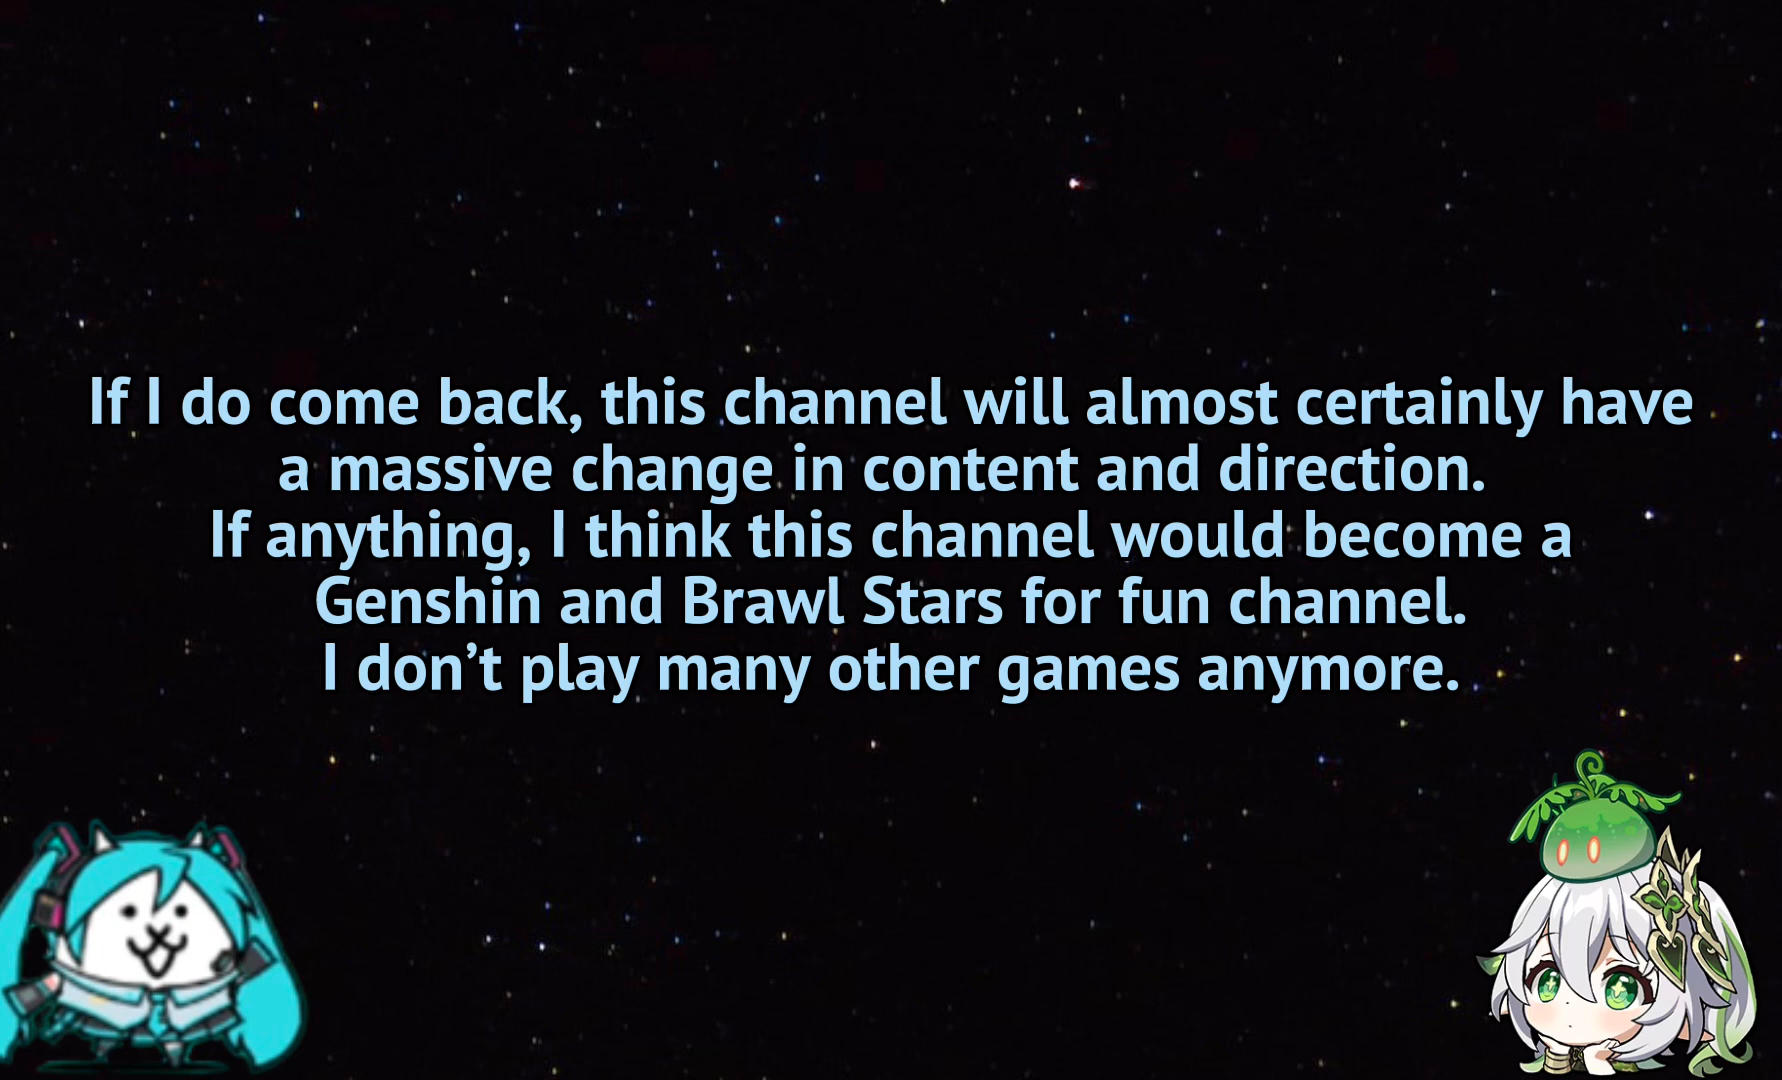 If I do come back, this channel will almost certainly have
a massive change in content and direction.
If anything, I think this channel would become a
Genshin and Brawl Stars for fun channel.
I don’t play many other games anymore.